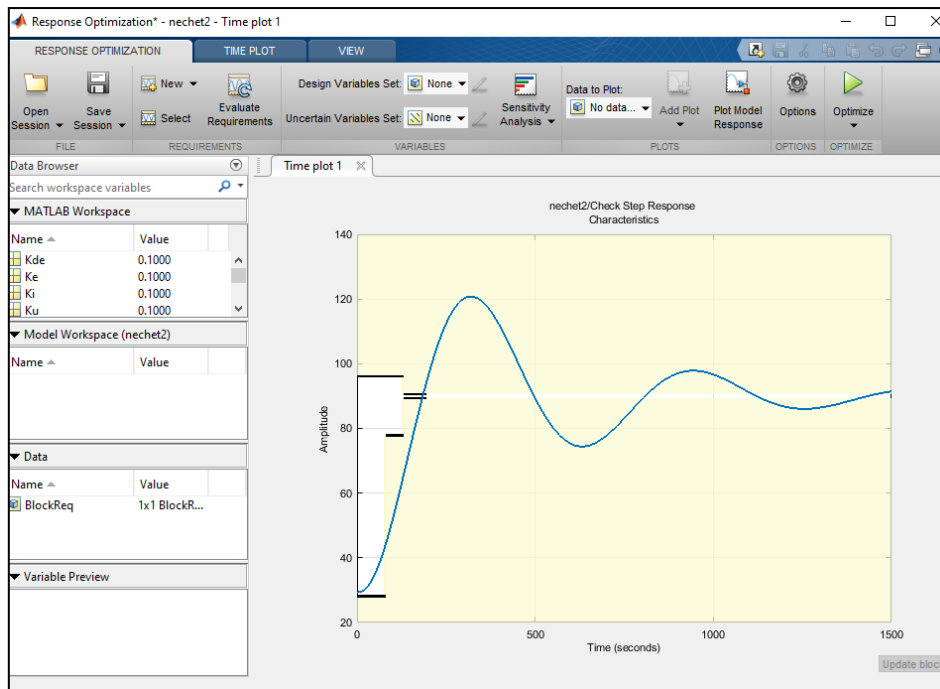 Response Optimization* - nechet2 - Time plot 1
RESPONSE OPTIMIZATION TIME PLOT VIEW
Open Session
Save Session
FILE
New
Select
Evaluate Requirements
REQUIREMENTS
Design Variables Set: None
Uncertain Variables Set: None
Sensitivity Analysis
VARIABLES
Data to Plot:
No data...
Add Plot
Plot Model Response
PLOTS
Options
OPTIONS
Optimize
OPTIMIZE
Data Browser
Search workspace variables
MATLAB Workspace
Name Value
Kde 0.1000
Ke 0.1000
Ki 0.1000
Ku 0.1000
Model Workspace (nechet2)
Name Value
Data
Name Value
BlockReq 1x1 BlockR...
Variable Preview
Time plot 1
nechet2/Check Step Response
Characteristics
Amplitude
140
120
100
80
60
40
20
0 500 1000 1500
Time (seconds)
Update bloc